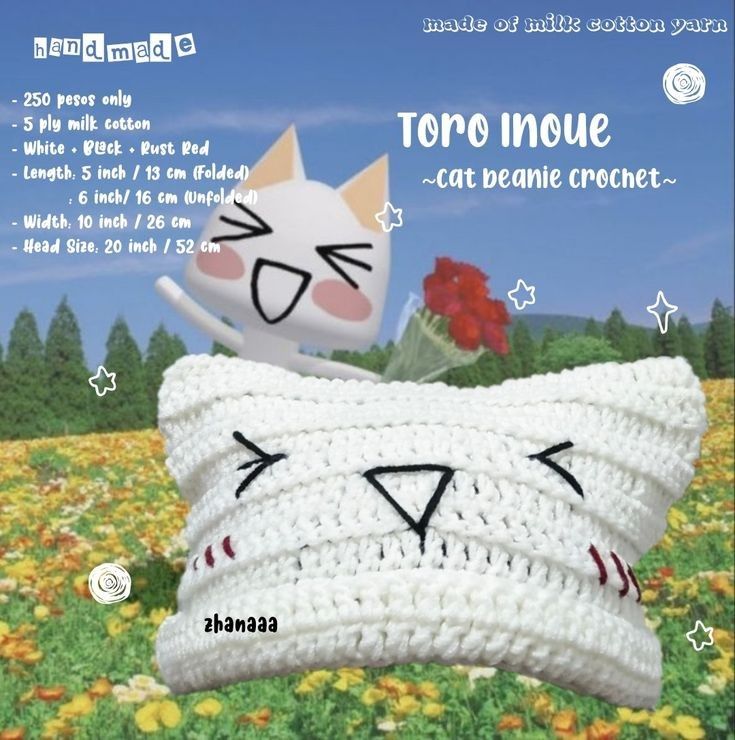 made of milk cotton yarn
handmade
- 250 pesos only
- 5 ply milk cotton
- White + Black + Rust Red
- Length: 5 inch / 13 cm (Folded)
: 6 inch/ 16 cm (Unfolded)
- Width: 10 inch / 26 cm
- Head Size: 20 inch / 52 cm
Toro Inoue
~cat beanie crochet~
zhanaaa